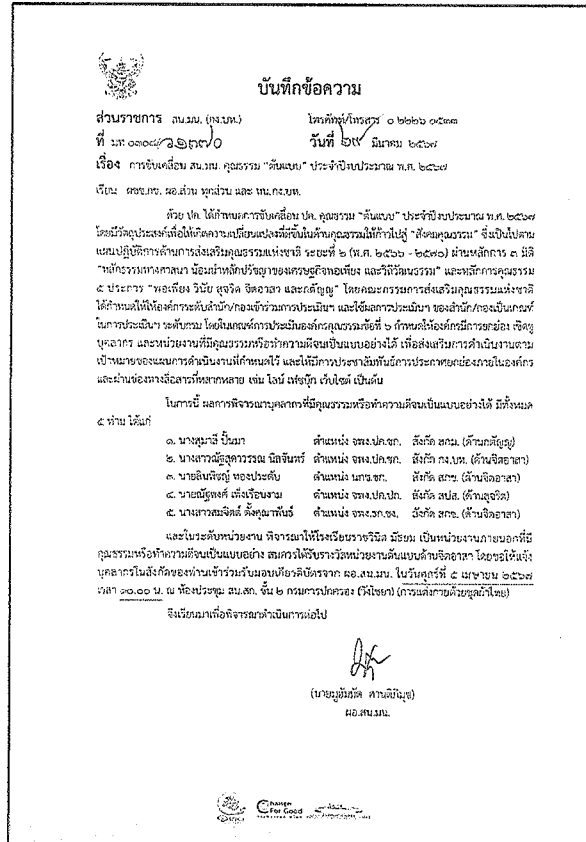 บันทึกข้อความ
ส่วนราชการ สน.มน. (กง.บท.) โทรศัพท์/โทรสาร ๐ ๒๒๒๖ ๐๕๓๓
ที่ มท ๐๓๐๘/ วันที่ ๒๙ มีนาคม ๒๕๖๗
เรื่อง การขับเคลื่อน สน.มน. คุณธรรม “ต้นแบบ” ประจำปีงบประมาณ พ.ศ. ๒๕๖๗
เรียน ผชช.กช. ผอ.ส่วน ทุกส่วน และ หน.กง.บท.
ด้วย ปค. ได้กำหนดการขับเคลื่อน ปค. คุณธรรม “ต้นแบบ” ประจำปีงบประมาณ พ.ศ. ๒๕๖๗
โดยมีวัตถุประสงค์เพื่อให้เกิดความเปลี่ยนแปลงที่ดีขึ้นในด้านคุณธรรมให้ก้าวไปสู่ “สังคมคุณธรรม” ซึ่งเป็นไปตาม
แผนปฏิบัติการด้านการส่งเสริมคุณธรรมแห่งชาติ ระยะที่ ๒ (พ.ศ. ๒๕๖๖ - ๒๕๗๐) ผ่านหลักการ ๓ มิติ
“หลักธรรมทางศาสนา น้อมนำหลักปรัชญาของเศรษฐกิจพอเพียง และวิถีวัฒนธรรม” และหลักการคุณธรรม
๕ ประการ “พอเพียง วินัย สุจริต จิตอาสา และกตัญญู” โดยคณะกรรมการส่งเสริมคุณธรรมแห่งชาติ
ได้กำหนดให้ให้องค์กรระดับสำนัก/กองเข้าร่วมการประเมินฯ และใช้ผลการประเมินฯ ของสำนัก/กองเป็นเกณฑ์
ในการประเมินฯ ระดับกรม โดยในเกณฑ์การประเมินองค์กรคุณธรรมข้อที่ ๖ กำหนดให้องค์กรมีการยกย่อง เชิดชู
บุคลากร และหน่วยงานที่มีคุณธรรมหรือทำความดีจนเป็นแบบอย่างได้ เพื่อส่งเสริมการดำเนินงานตาม
เป้าหมายของแผนการดำเนินงานที่กำหนดไว้ และให้มีการประชาสัมพันธ์การประกาศยกย่องภายในองค์กร
และผ่านช่องทางสื่อสารที่หลากหลาย เช่น ไลน์ เฟซบุ๊ก เว็บไซต์ เป็นต้น
ในการนี้ ผลการพิจารณาบุคลากรที่มีคุณธรรมหรือทำความดีจนเป็นแบบอย่างได้ มีทั้งหมด
๕ ท่าน ได้แก่
๑. นางสุมาลี ปั้นมา ตำแหน่ง จพง.ปค.ชก. สังกัด สกม. (ด้านกตัญญู)
๒. นางสาวณัฐสุดาวรรณ นิลจันทร์ ตำแหน่ง จพง.ปค.ชก. สังกัด กง.บท. (ด้านจิตอาสา)
๓. นายสินพิชญ์ ทองประดับ ตำแหน่ง นกช.ชก. สังกัด สกช. (ด้านจิตอาสา)
๔. นายณัฐพงศ์ เพ็งเรือนงาม ตำแหน่ง จพง.ปค.ปก. สังกัด สปส. (ด้านสุจริต)
๕. นางสาวสมจิตต์ ตั้งคุณาพันธ์ ตำแหน่ง จพง.ธก.ชง. สังกัด สกช. (ด้านจิตอาสา)
และในระดับหน่วยงาน พิจารณาให้โรงเรียนราชวินิต มัธยม เป็นหน่วยงานภายนอกที่มี
คุณธรรมหรือทำความดีจนเป็นแบบอย่าง สมควรได้รับรางวัลหน่วยงานต้นแบบด้านจิตอาสา โดยขอให้แจ้ง
บุคลากรในสังกัดของท่านเข้าร่วมรับมอบเกียรติบัตรจาก ผอ.สน.มน. ในวันศุกร์ที่ ๕ เมษายน ๒๕๖๗
เวลา ๑๐.๐๐ น. ณ ห้องประชุม สน.สก. ชั้น ๒ กรมการปกครอง (วังไชยา) (การแต่งกายด้วยชุดผ้าไทย)
จึงเรียนมาเพื่อพิจารณาดำเนินการต่อไป
ผอ.สน.มน.
CHANGE
For Good